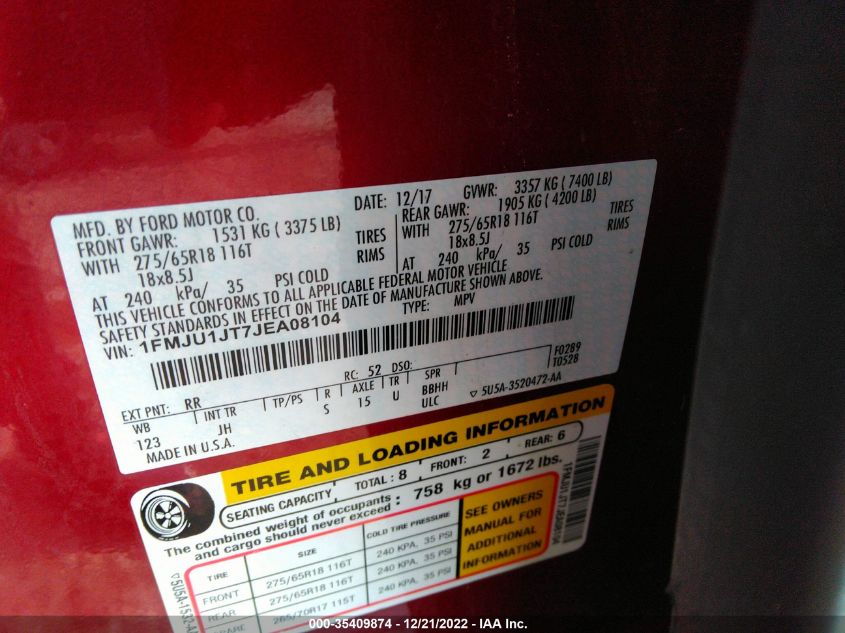 MFD. BY FORD MOTOR CO.
DATE: 12/17 GVWR: 3357 KG ( 7400 LB)
FRONT GAWR: 1531 KG ( 3375 LB)
REAR GAWR: 1905 KG ( 4200 LB)
WITH 275/65R18 116T TIRES
WITH 275/65R18 116T TIRES
18x8.5J RIMS
18x8.5J RIMS
AT 240 kPa/ 35 PSI COLD
AT 240 kPa/ 35 PSI COLD
THIS VEHICLE CONFORMS TO ALL APPLICABLE FEDERAL MOTOR VEHICLE
SAFETY STANDARDS IN EFFECT ON THE DATE OF MANUFACTURE SHOWN ABOVE.
VIN: 1FMJU1JT7JEA08104 TYPE: MPV
F0289
T0528
EXT PNT: RR RC: 52 DSO:
WB INT TR TP/PS R AXLE TR SPR
123 JH S 15 U BBHH
ULC
▽ 5U5A-3520472-AA
MADE IN U.S.A.
TIRE AND LOADING INFORMATION
SEATING CAPACITY TOTAL: 8 FRONT: 2 REAR: 6
The combined weight of occupants and cargo should never exceed : 758 kg or 1672 lbs.
TIRE SIZE COLD TIRE PRESSURE
FRONT 275/65R18 116T 240 KPA, 35 PSI
REAR 275/65R18 116T 240 KPA, 35 PSI
265/70R17 115T 240 KPA, 35 PSI
SEE OWNERS
MANUAL FOR
ADDITIONAL
INFORMATION
1FMJU1JT7JEA08104
000-35409874 / 12/21/2022 - IAA Inc.